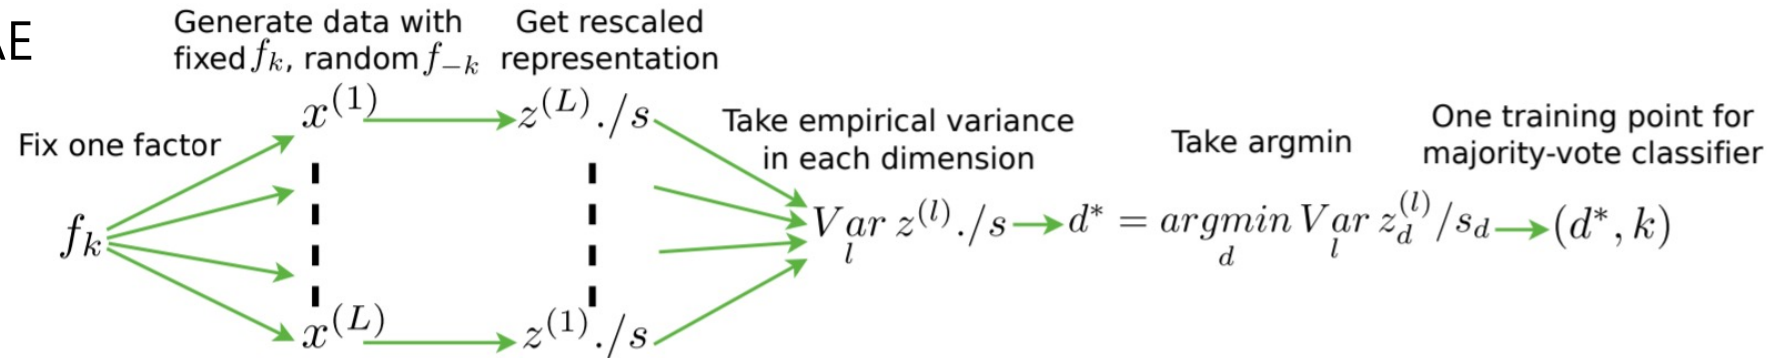 AE
Generate data with
fixed f_k, random f_{-k}
Get rescaled
representation
Fix one factor
x^{(1)}
z^{(L)}./s
Take empirical variance
in each dimension
Take argmin
One training point for
majority-vote classifier
f_k
Var_l z^{(l)}./s → d* = argmin_d Var_l z_d^{(l)}/s_d → (d*, k)
x^{(L)}
z^{(1)}./s